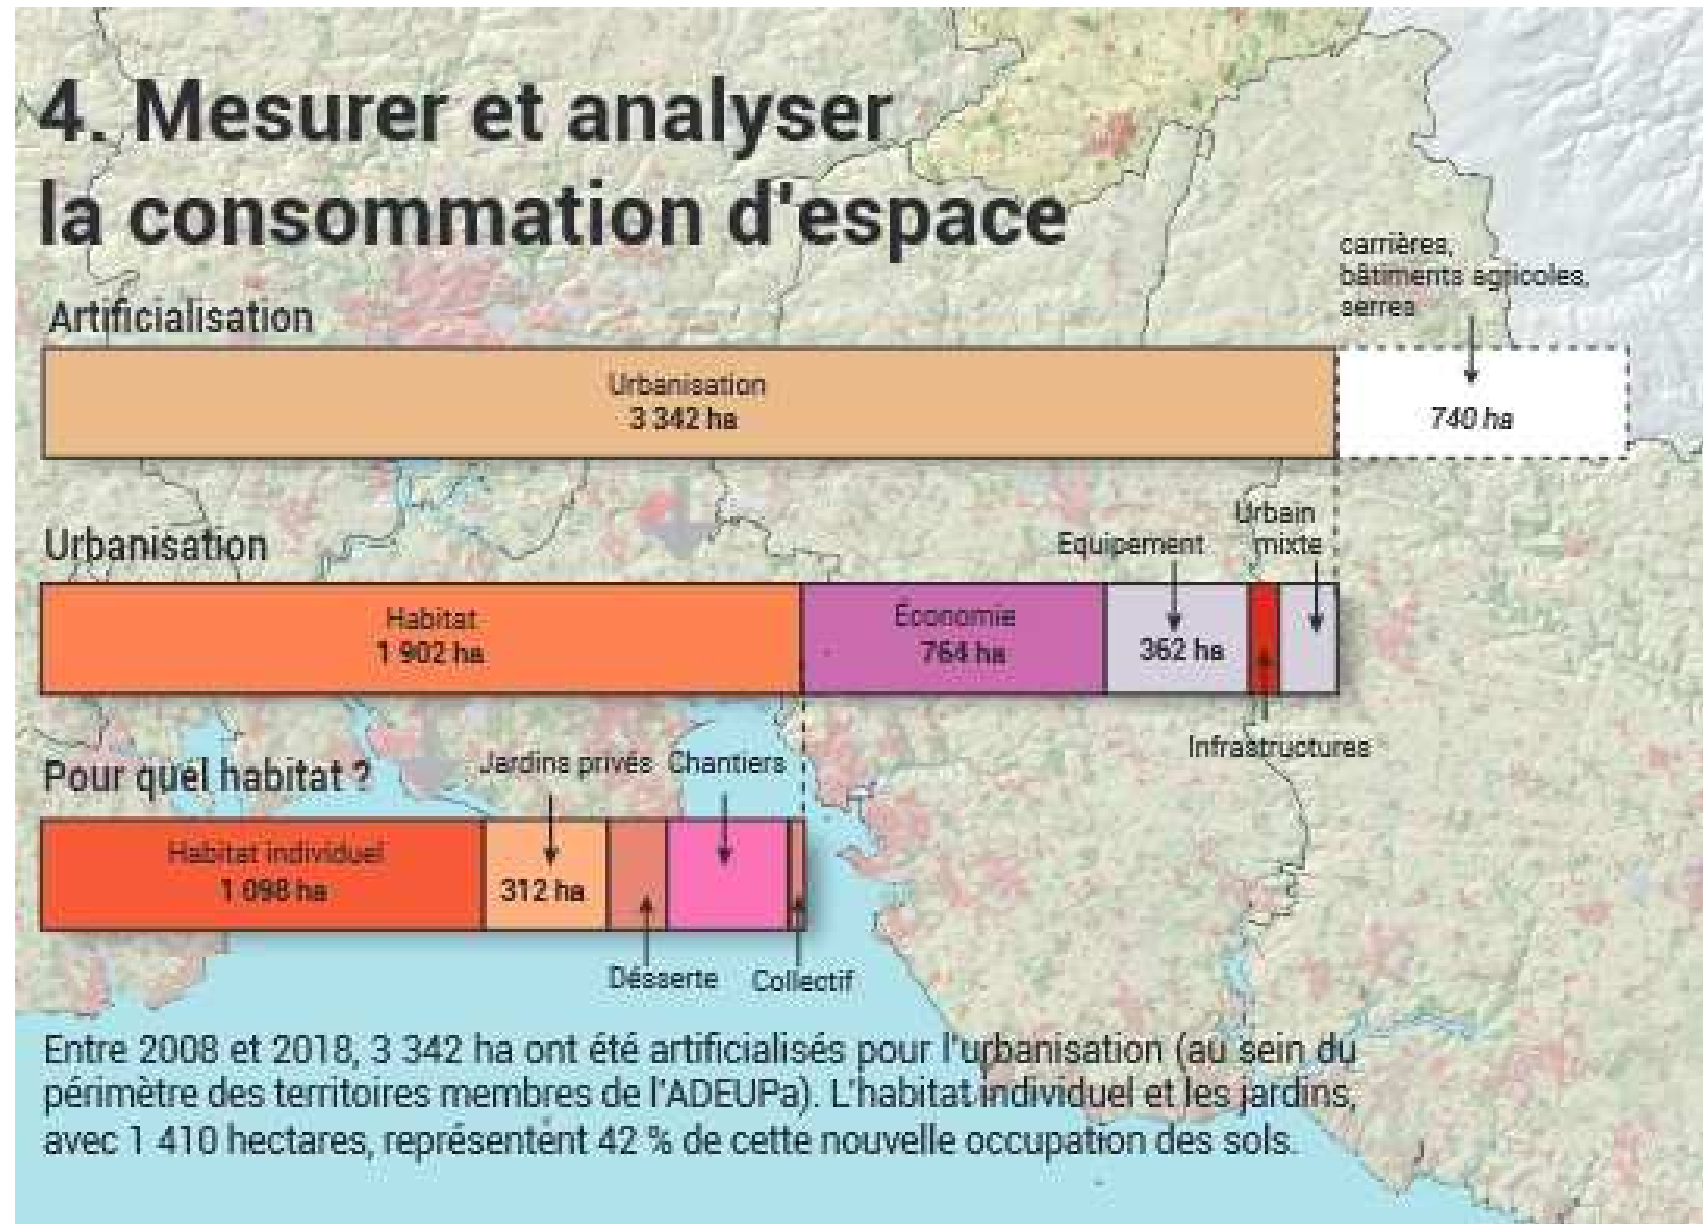 4. Mesurer et analyser
la consommation d'espace
carrières,
bâtiments agricoles,
serres
Artificialisation
Urbanisation
3 342 ha
740 ha
Urbanisation
Equipement
Urbain
mixte
Habitat
1 902 ha
Économie
764 ha
362 ha
Infrastructures
Pour quel habitat ?
Jardins privés
Chantiers
Habitat individuel
1 098 ha
312 ha
Désserte
Collectif
Entre 2008 et 2018, 3 342 ha ont été artificialisés pour l'urbanisation (au sein du
périmètre des territoires membres de l'ADEUPa). L'habitat individuel et les jardins,
avec 1 410 hectares, représentent 42 % de cette nouvelle occupation des sols.